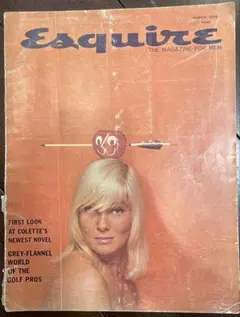 Esquire
THE MAGAZINE FOR MEN
FIRST LOOK
AT COLETTE'S
NEWEST NOVEL
GREY-FLANNEL
WORLD
OF THE
GOLF PROS